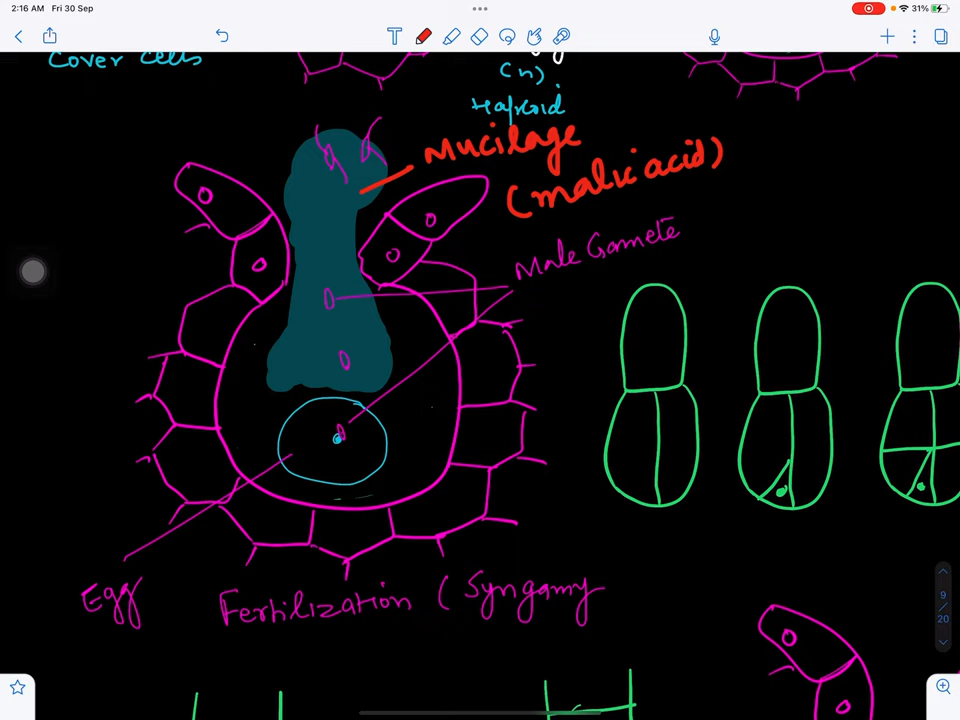 2:16 AM Fri 30 Sep
31%
Cover Cells
(n)
Mucilage
(malic acid)
Male Gamete
Egg
Fertilization (Syngamy
9
20